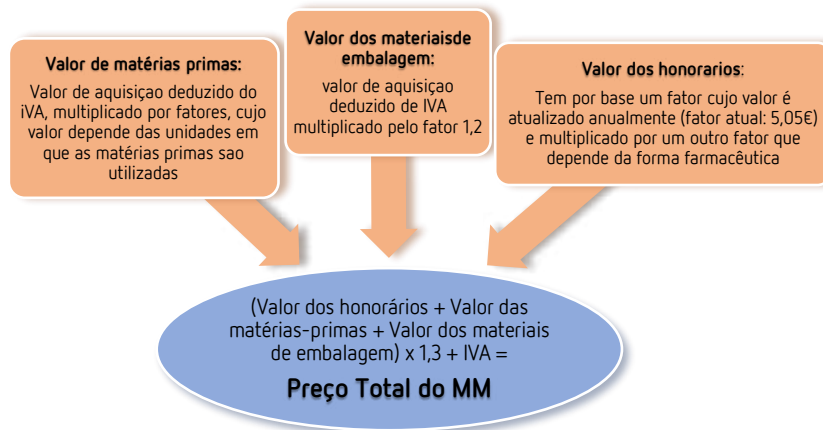 Valor de matérias primas:
Valor de aquisiçao deduzido do
iVA, multiplicado por fatores, cujo
valor depende das unidades em
que as matérias primas sao
utilizadas
Valor dos materiaisde
embalagem:
valor de aquisiçao
deduzido de IVA
multiplicado pelo fator 1,2
Valor dos honorarios:
Tem por base um fator cujo valor é
atualizado anualmente (fator atual: 5,05€)
e multiplicado por um outro fator que
depende da forma farmacêutica
(Valor dos honorários + Valor das
matérias-primas + Valor dos materiais
de embalagem) x 1,3 + IVA =
Preço Total do MM